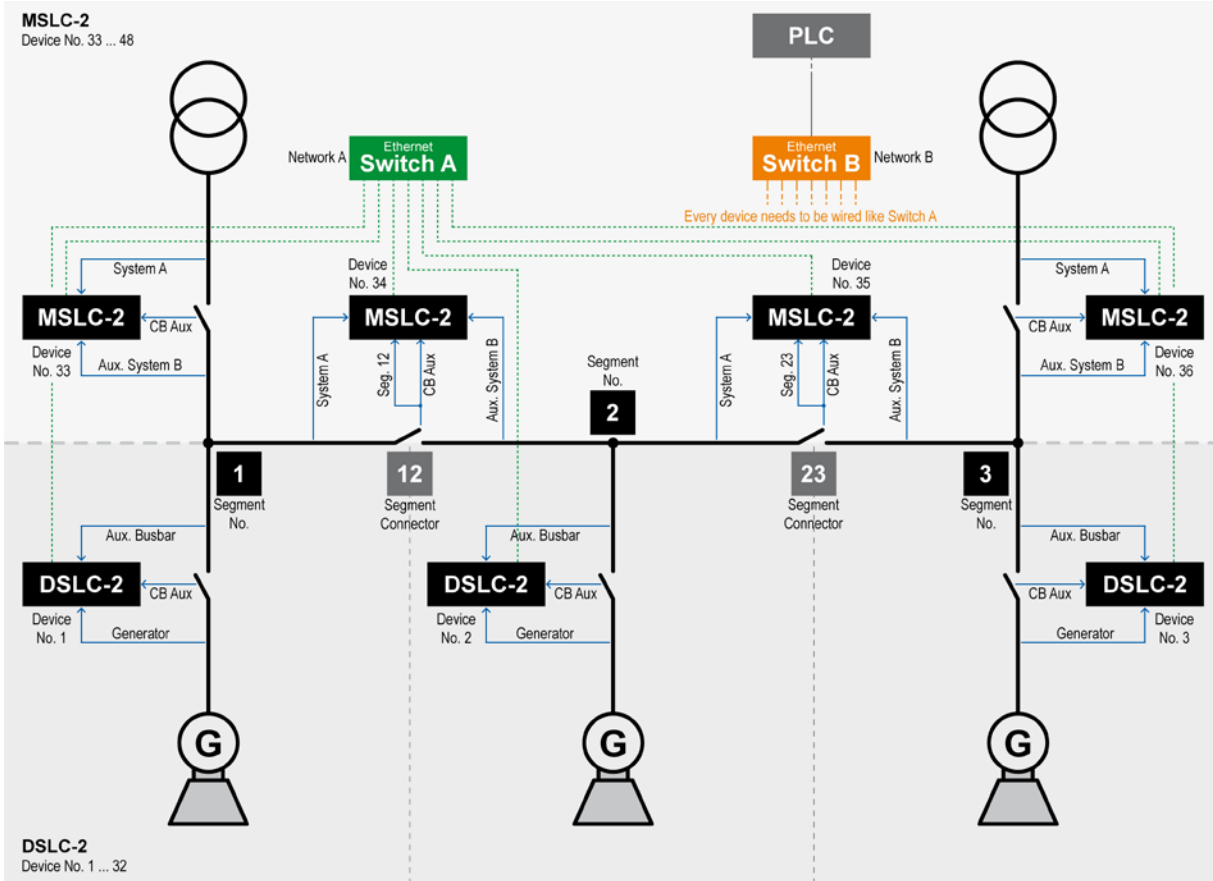 MSLC-2
Device No. 33 ... 48
PLC
Network A
Ethernet
Switch A
Ethernet
Switch B
Network B
Every device needs to be wired like Switch A
System A
MSLC-2
CB Aux
Device
No. 33
Aux. System B
Device
No. 34
MSLC-2
System A
Seg. 12
CB Aux
Aux. System B
Segment
No.
2
Device
No. 35
MSLC-2
System A
Seg. 23
CB Aux
Aux. System B
System A
MSLC-2
CB Aux
Aux. System B
Device
No. 36
1
Segment
No.
12
Segment
Connector
23
Segment
Connector
3
Segment
No.
Aux. Busbar
DSLC-2
CB Aux
Device
No. 1
Generator
Aux. Busbar
DSLC-2
CB Aux
Device
No. 2
Generator
Aux. Busbar
DSLC-2
CB Aux
Generator
Device
No. 3
G
G
G
DSLC-2
Device No. 1 ... 32